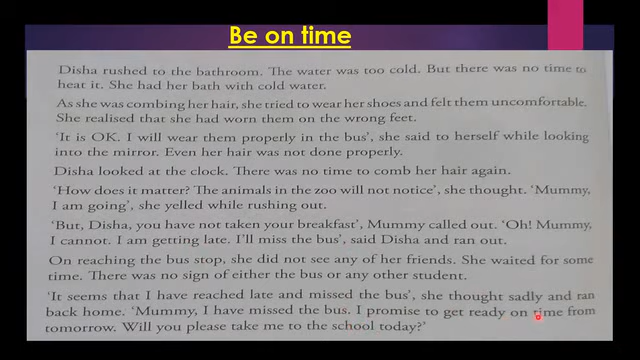 Be on time
Disha rushed to the bathroom. The water was too cold. But there was no time to
heat it. She had her bath with cold water.
As she was combing her hair, she tried to wear her shoes and felt them uncomfortable.
She realised that she had worn them on the wrong feet.
'It is OK. I will wear them properly in the bus', she said to herself while looking
into the mirror. Even her hair was not done properly.
Disha looked at the clock. There was no time to comb her hair again.
'How does it matter? The animals in the zoo will not notice', she thought. 'Mummy,
I am going', she yelled while rushing out.
'But, Disha, you have not taken your breakfast', Mummy called out. 'Oh! Mummy,
I cannot. I am getting late. I'll miss the bus', said Disha and ran out.
On reaching the bus stop, she did not see any of her friends. She waited for some
time. There was no sign of either the bus or any other student.
'It seems that I have reached late and missed the bus', she thought sadly and ran
back home. 'Mummy, I have missed the bus. I promise to get ready on time from
tomorrow. Will you please take me to the school today?'